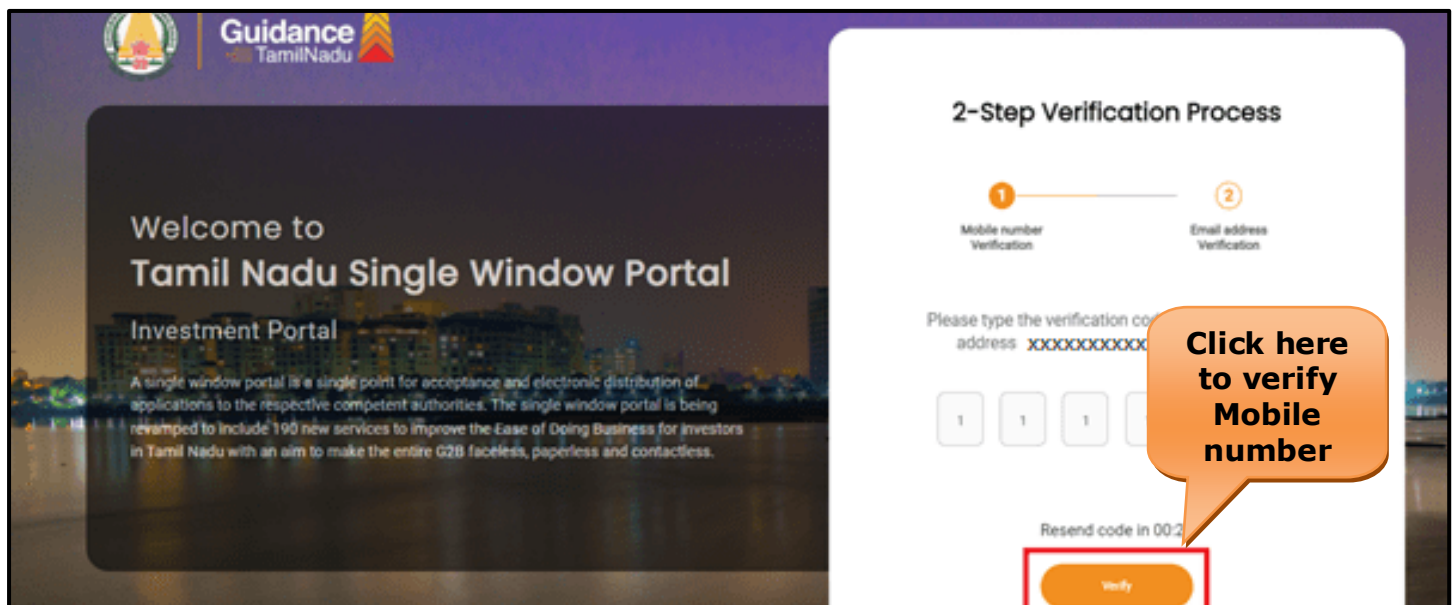 Guidance
TamilNadu
Welcome to
Tamil Nadu Single Window Portal
Investment Portal
A single window portal is a single point for acceptance and electronic distribution of
applications to the respective competent authorities. The single window portal is being
revamped to include 190 new services to improve the Ease of Doing Business for investors
in Tamil Nadu with an aim to make the entire G2B faceless, paperless and contactless.
2-Step Verification Process
1
2
Mobile number
Verification
Email address
Verification
Please type the verification
address xxxxxxxxxx
1 1 1
Click here
to verify
Mobile
number
Resend code in 00:2
Verify